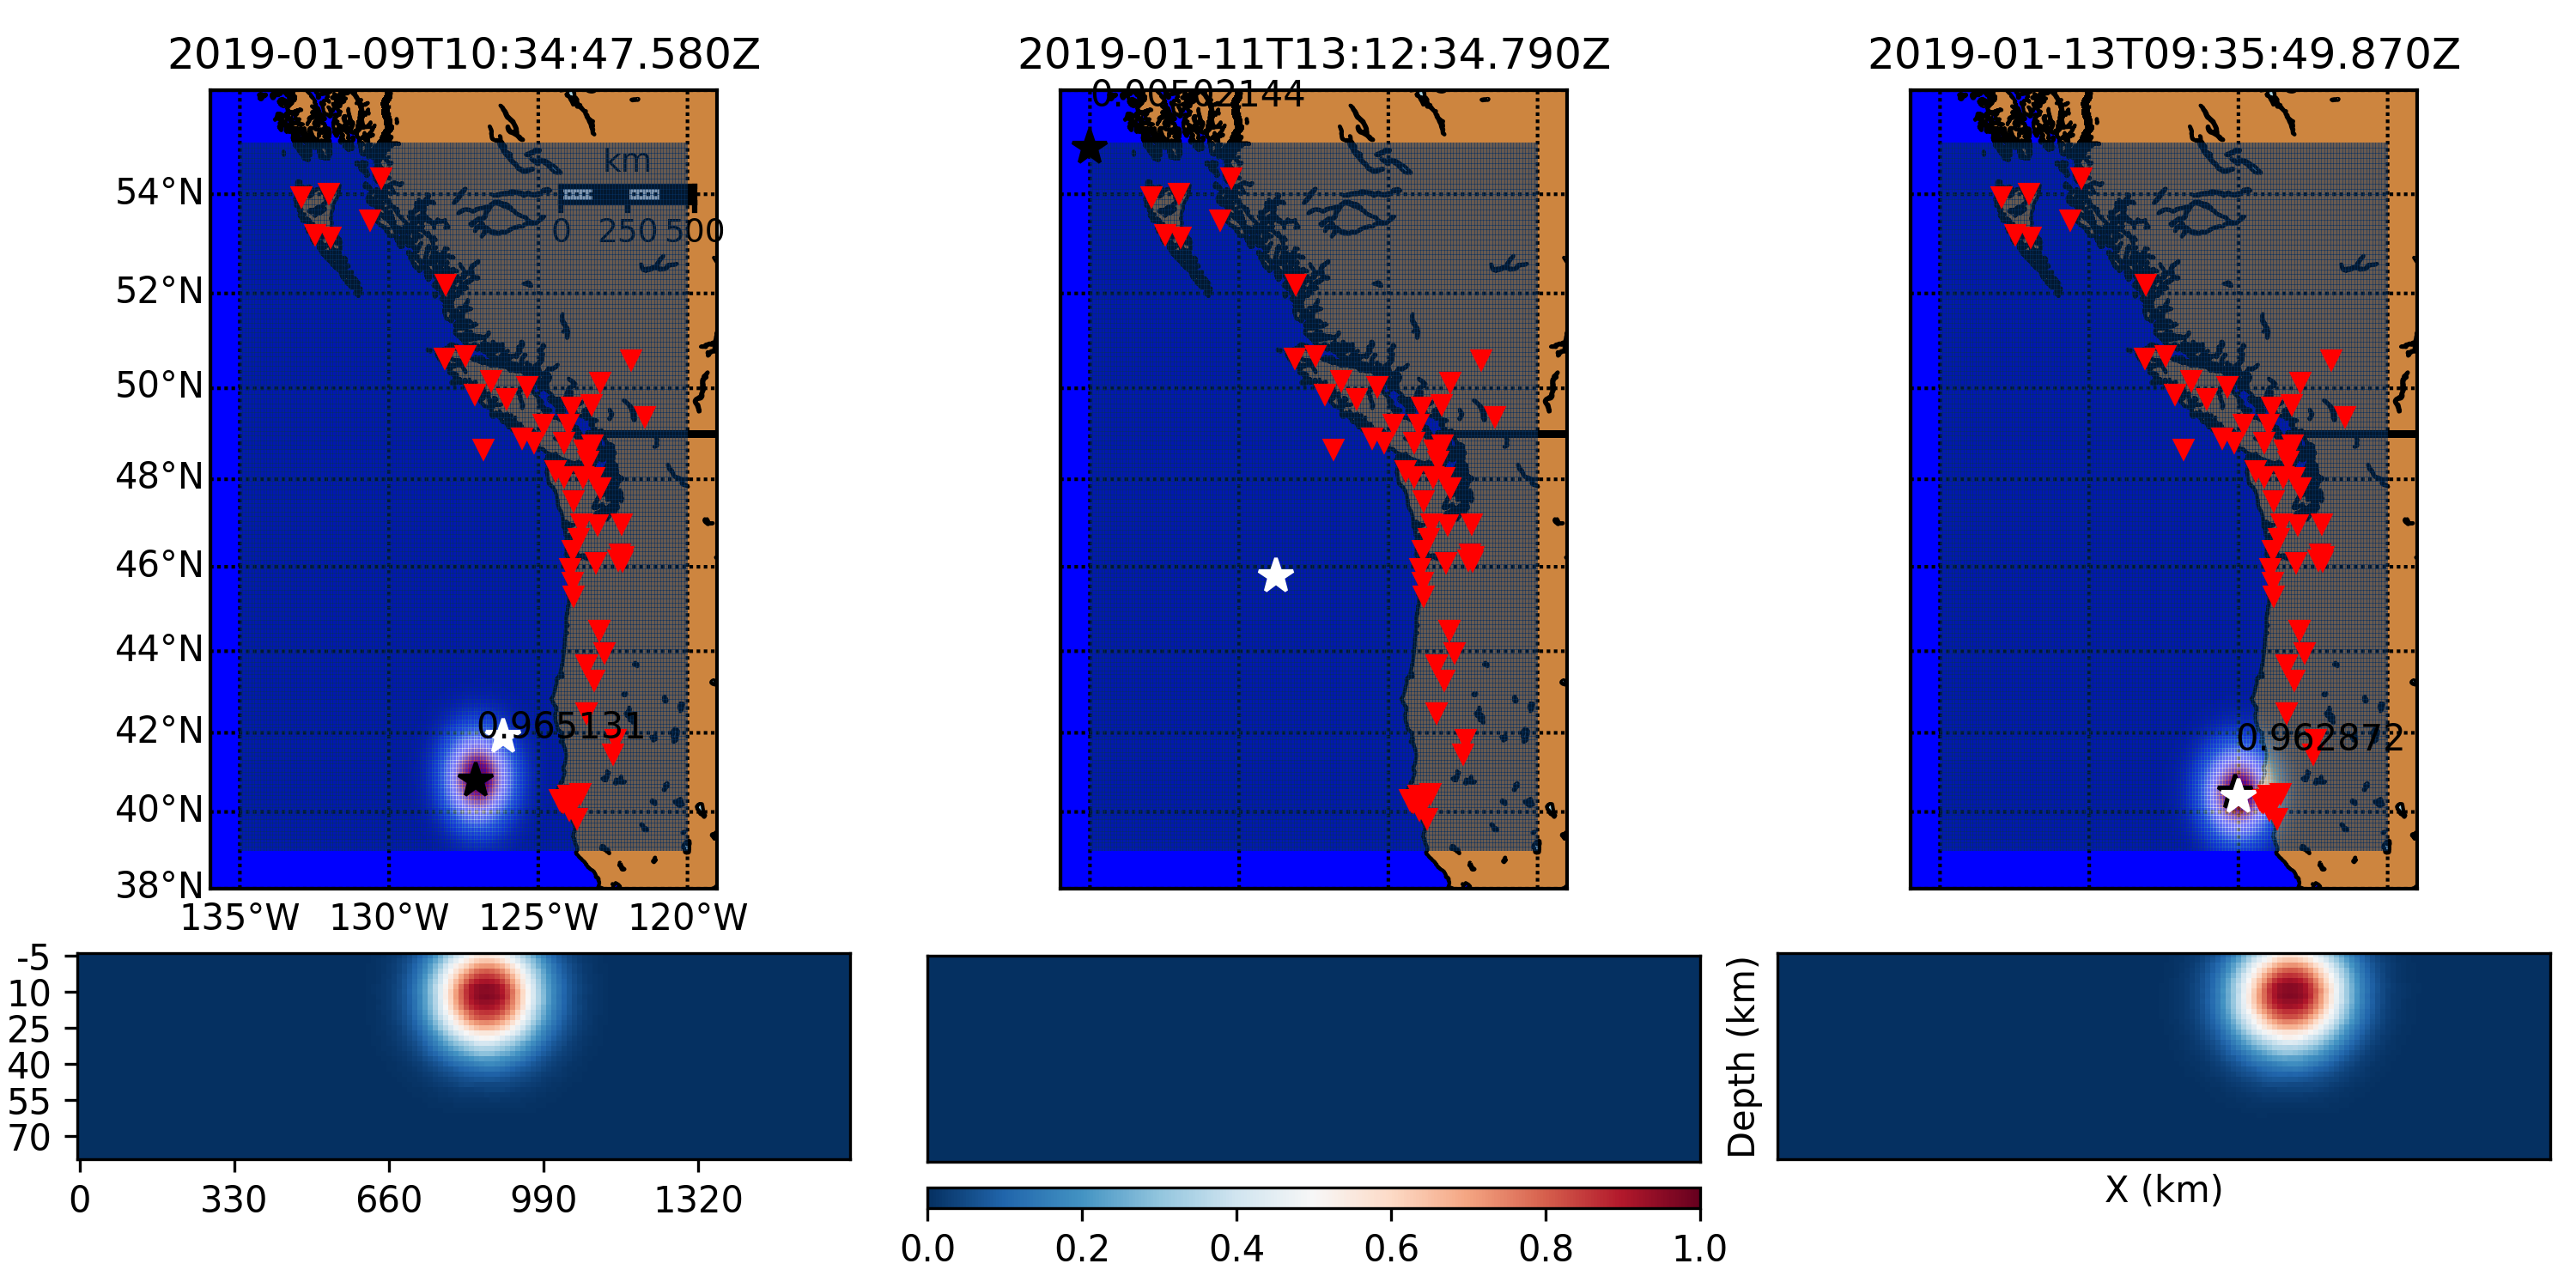 2019-01-09T10:34:47.580Z
2019-01-11T13:12:34.790Z
2019-01-13T09:35:49.870Z
0.00502144
km
0 250 500
54°N
52°N
50°N
48°N
46°N
44°N
42°N
40°N
38°N
0.965131
0.962872
135°W 130°W 125°W 120°W
-5
10
25
40
55
70
0 330 660 990 1320
Depth (km)
X (km)
0.0 0.2 0.4 0.6 0.8 1.0